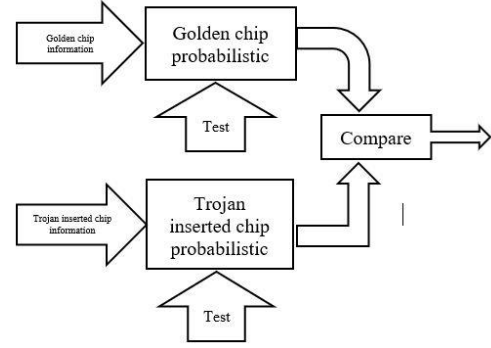 Golden chip
information
Golden chip
probabilistic
Test
Compare
Trojan inserted chip
information
Trojan
inserted chip
probabilistic
Test